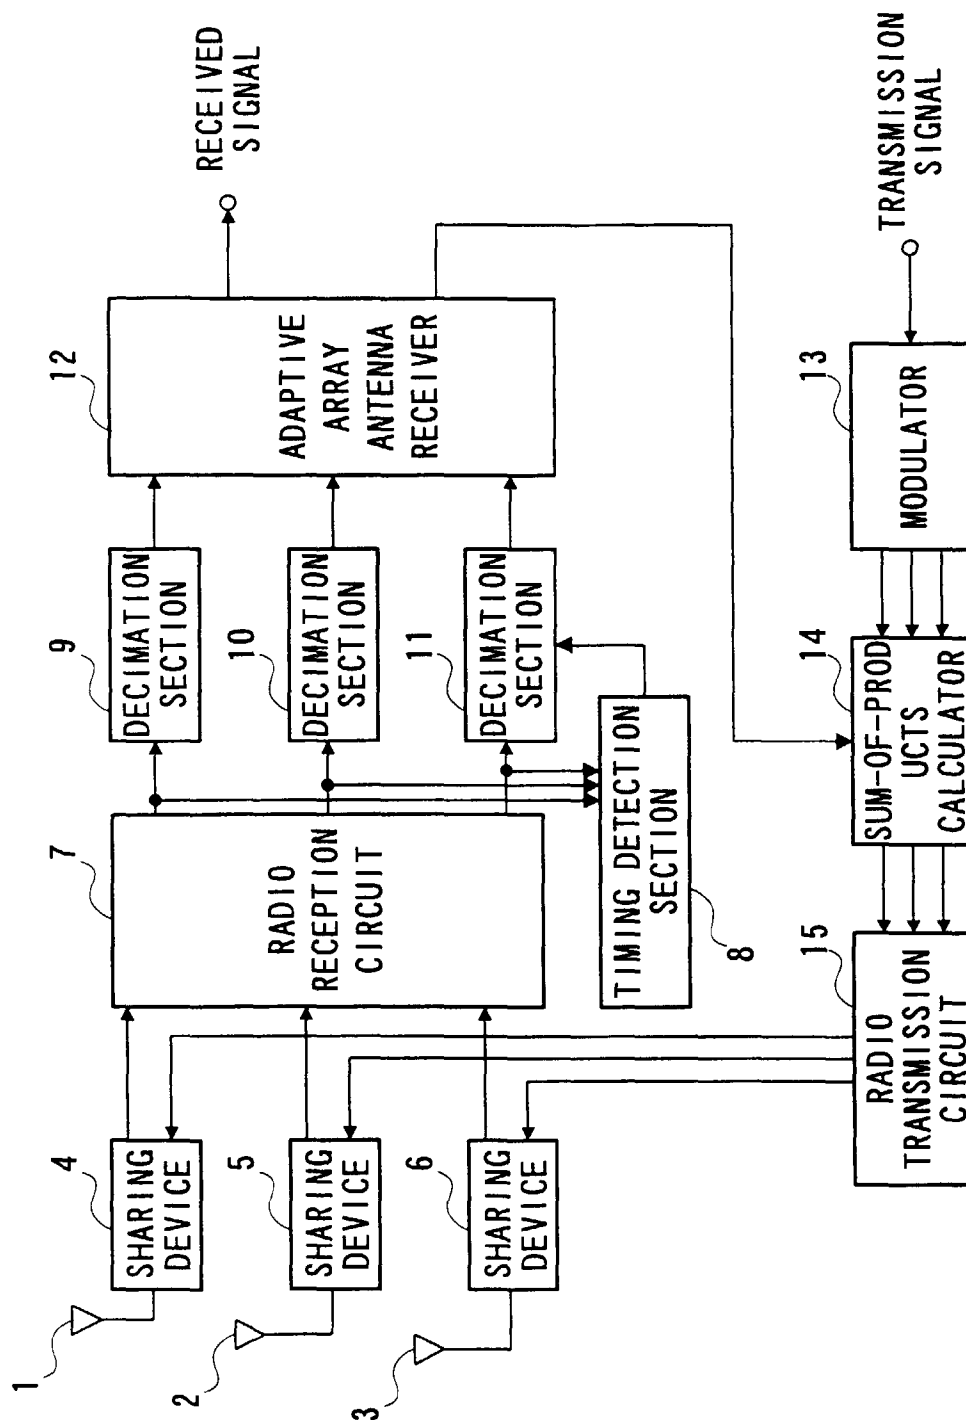 1
2
3
4
SHARING
DEVICE
5
SHARING
DEVICE
6
SHARING
DEVICE
7
RADIO
RECEPTION
CIRCUIT
8
TIMING DETECTION
SECTION
9
DECIMATION
SECTION
10
DECIMATION
SECTION
11
DECIMATION
SECTION
12
ADAPTIVE
ARRAY
ANTENNA
RECEIVER
RECEIVED
SIGNAL
15
RADIO
TRANSMISSION
CIRCUIT
14
SUM-OF-PROD
UCTS
CALCULATOR
13
MODULATOR
TRANSMISSION
SIGNAL